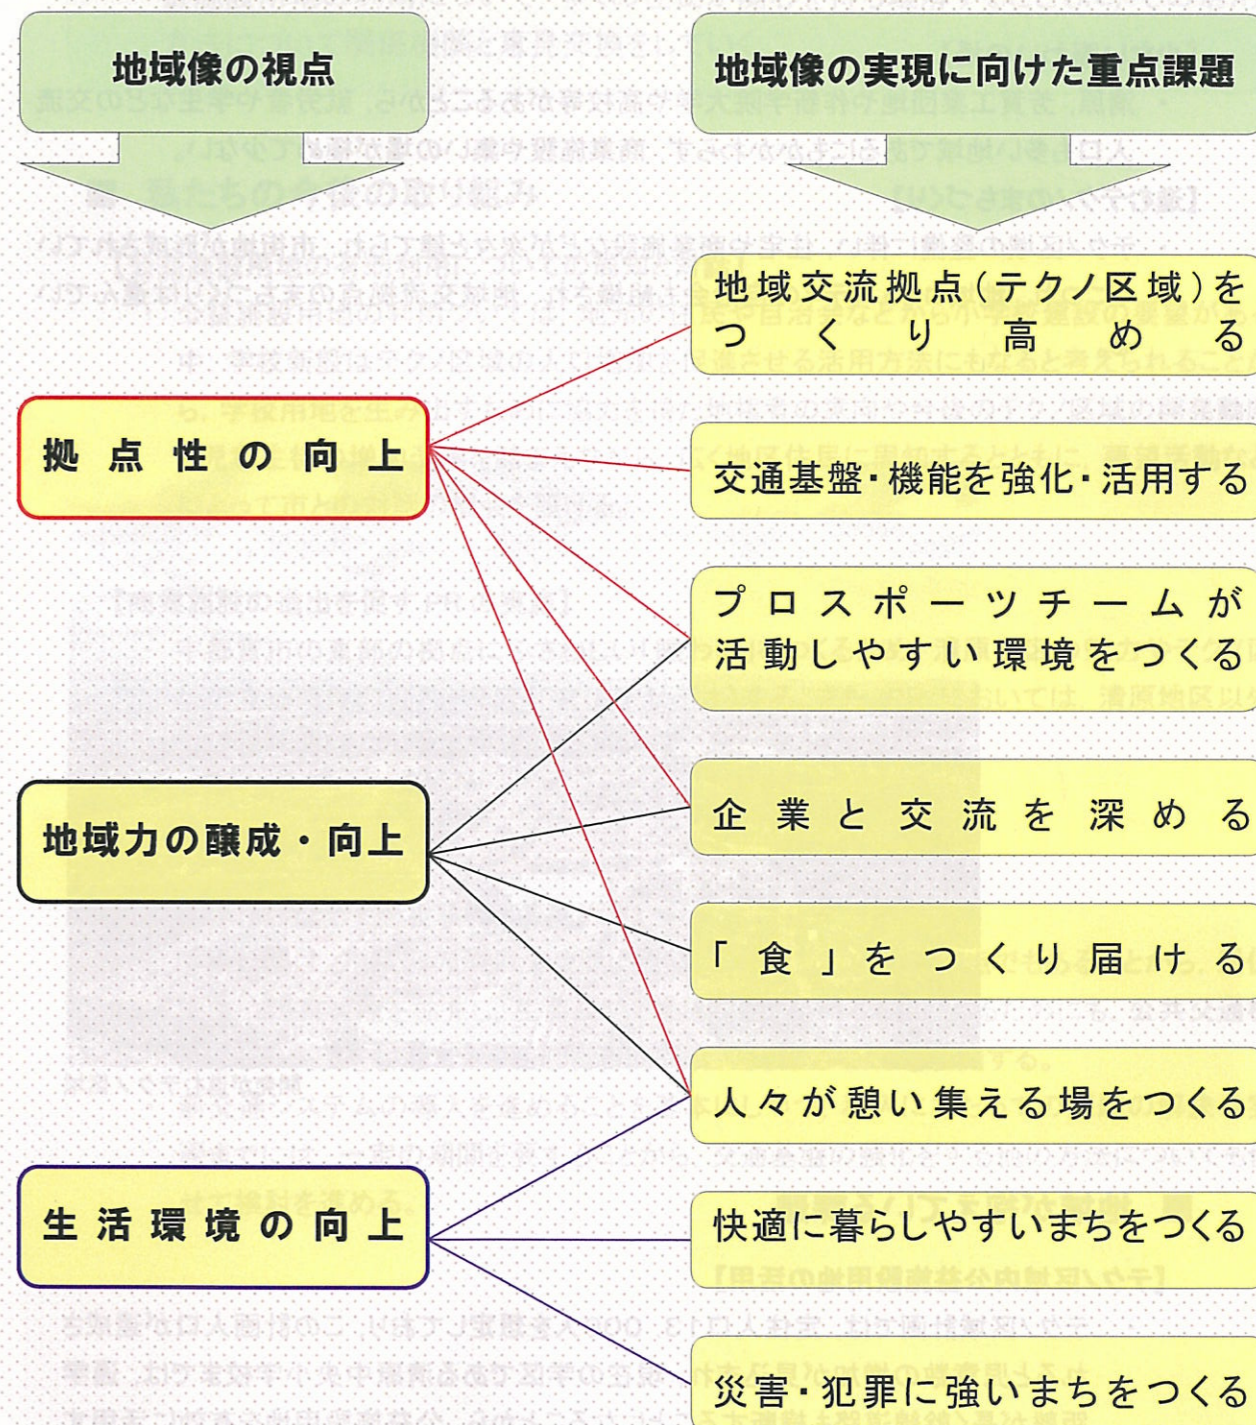 地域像の視点
地域像の実現に向けた重点課題
地域交流拠点(テクノ区域)を
つくり高める
拠点性の向上
交通基盤・機能を強化・活用する
プロスポーツチームが
活動しやすい環境をつくる
地域力の醸成・向上
企業と交流を深める
「食」をつくり届ける
人々が憩い集える場をつくる
生活環境の向上
快適に暮らしやすいまちをつくる
災害・犯罪に強いまちをつくる